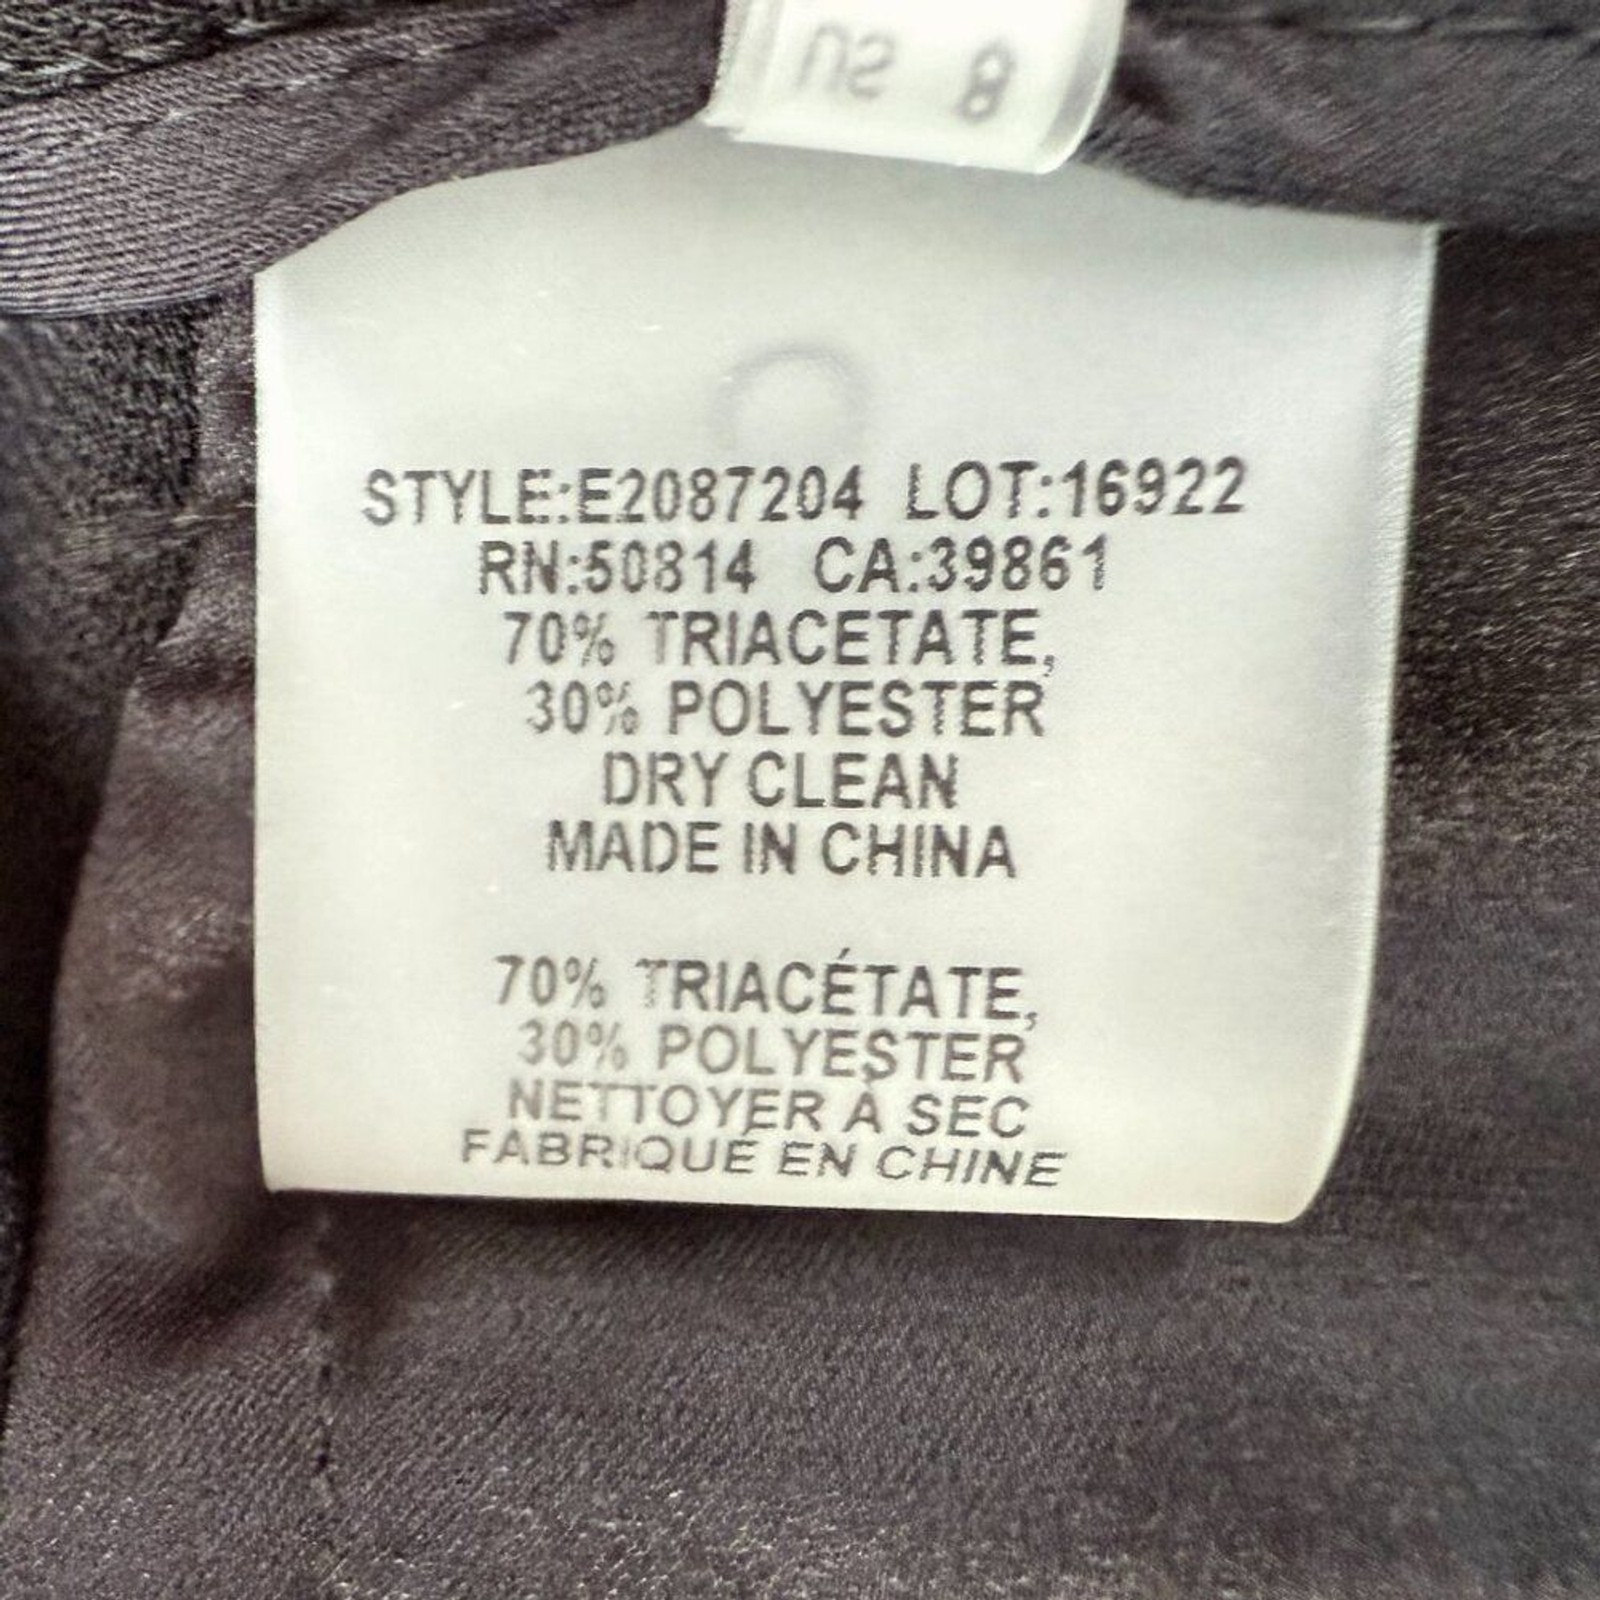 US 8
STYLE:E2087204 LOT:16922
RN:50814 CA:39861
70% TRIACETATE,
30% POLYESTER
DRY CLEAN
MADE IN CHINA
70% TRIACÉTATE,
30% POLYESTER
NETTOYER À SEC
FABRIQUÉ EN CHINE